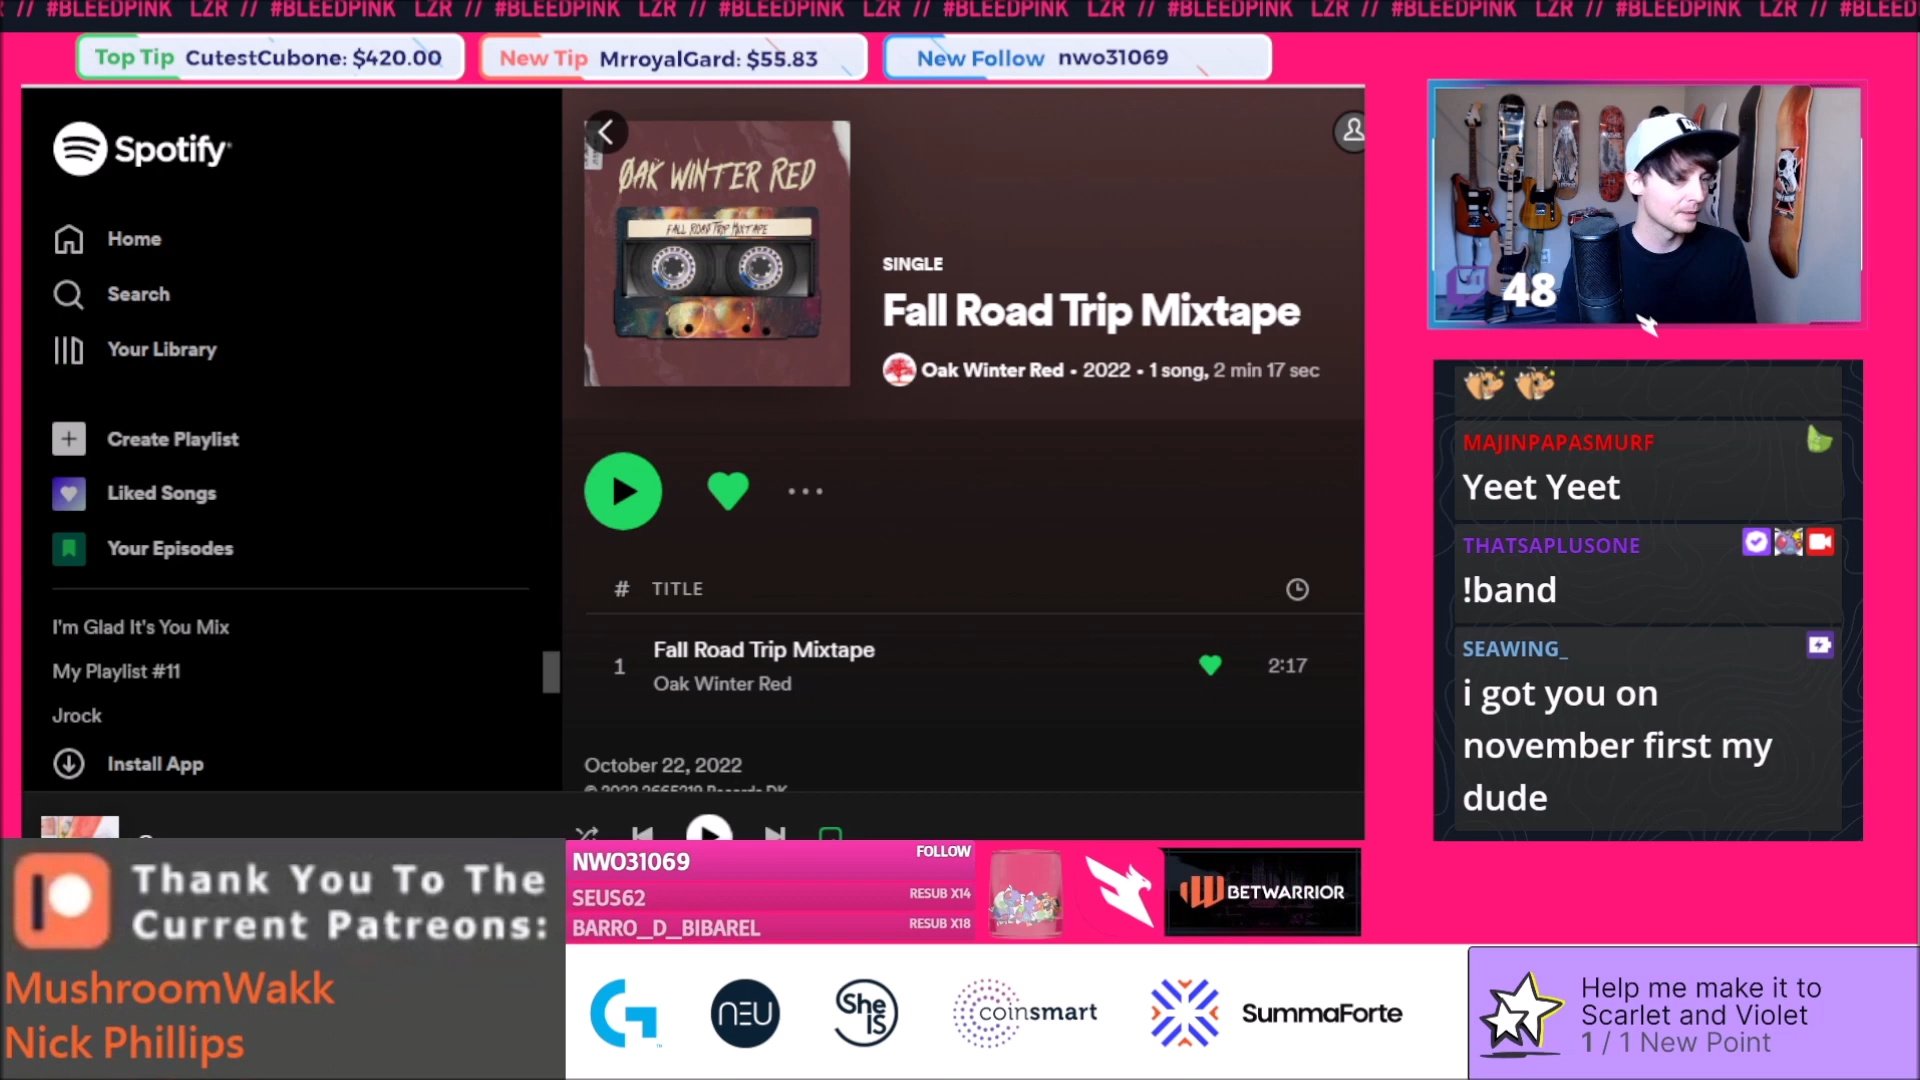 // #BLEEDPINK LZR // #BLEEDPINK LZR // #BLEEDPINK LZR // #BLEEDPINK LZR // #BLEEDPINK LZR // #BLEEDPINK LZR // #BLEEDPINK LZR // #BLEEDPINK LZR // #BLEED
Top Tip CutestCubone: $420.00
New Tip MrroyalGard: $55.83
New Follow nwo31069
Spotify
Home
Search
Your Library
Create Playlist
Liked Songs
Your Episodes
I'm Glad It's You Mix
My Playlist #11
Jrock
Install App
ØAK WINTER RED
FALL ROAD TRIP MIXTAPE
SINGLE
Fall Road Trip Mixtape
Oak Winter Red • 2022 • 1 song, 2 min 17 sec
# TITLE
1 Fall Road Trip Mixtape 2:17
Oak Winter Red
October 22, 2022
48
MAJINPAPASMURF
Yeet Yeet
THATSAPLUSONE
!band
SEAWING_
i got you on
november first my
dude
Thank You To The
Current Patreons:
MushroomWakk
Nick Phillips
NWO31069 FOLLOW
SEUS62 RESUB X14
BARRO_D_BIBAREL RESUB X18
BETWARRIOR
G
NEU
She
IS
coinsmart
SummaForte
Help me make it to
Scarlet and Violet
1 / 1 New Point